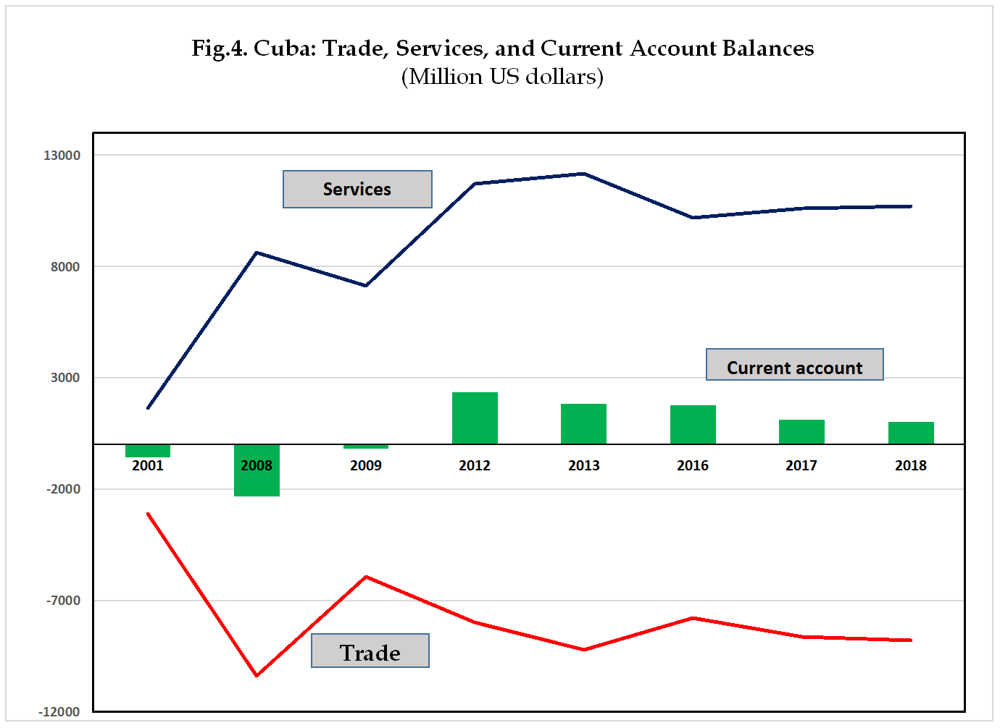 Fig.4. Cuba: Trade, Services, and Current Account Balances
(Million US dollars)
13000
Services
8000
Current account
3000
2001 2008 2009 2012 2013 2016 2017 2018
-2000
-7000
Trade
-12000